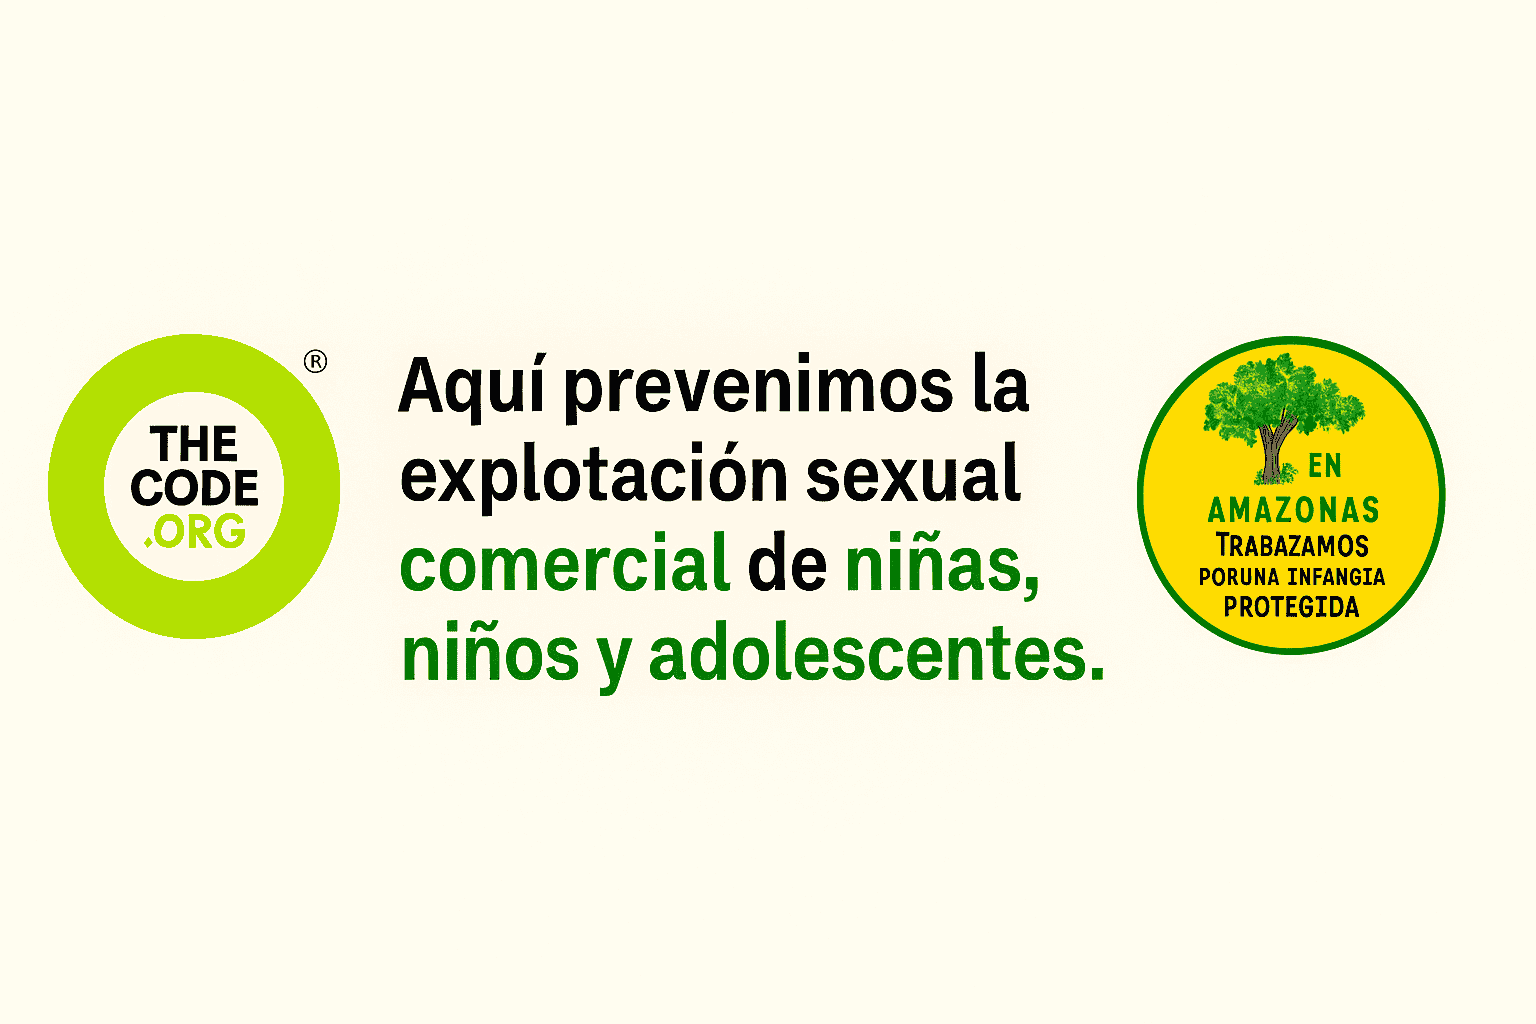 THE
CODE
.ORG
®
Aquí prevenimos la
explotación sexual
comercial de niñas,
niños y adolescentes.
EN
AMAZONAS
TRABAZAMOS
PORUNA INFANGIA
PROTEGIDA